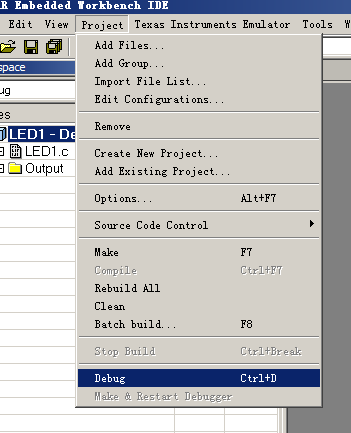 AR Embedded Workbench IDE
Edit View Project Texas Instruments Emulator Tools W
space
ug
es
LED1 - De
LED1.c
Output
Add Files...
Add Group...
Import File List...
Edit Configurations...
Remove
Create New Project...
Add Existing Project...
Options... Alt+F7
Source Code Control
Make F7
Compile Ctrl+F7
Rebuild All
Clean
Batch build... F8
Stop Build Ctrl+Break
Debug Ctrl+D
Make & Restart Debugger